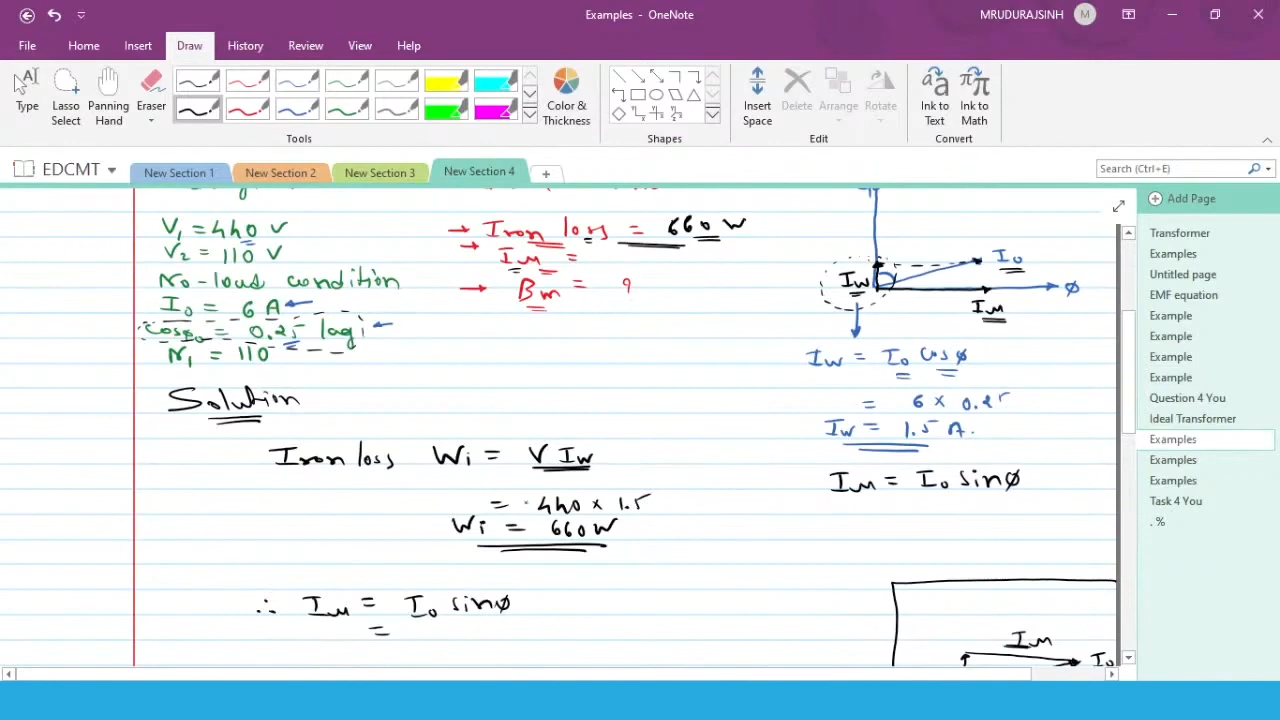 Examples - OneNote
MRUDURAJSINH
M
File Home Insert Draw History Review View Help
Type
Lasso Select
Panning Hand
Eraser
Color & Thickness
Insert Space
Delete
Arrange
Rotate
Ink to Text
Ink to Math
Tools
Shapes
Edit
Convert
EDCMT
New Section 1
New Section 2
New Section 3
New Section 4
Search (Ctrl+E)
V1 = 440 V
V2 = 110 V
No-load condition
I0 = 6 A
cosϕ0 = 0.25 lag
N1 = 110
→ Iron loss = 660 W
→ Iμ =
→ Bm = ?
Iw
I0
ϕ
Iμ
Iw = I0 cosϕ
= 6 × 0.25
Iw = 1.5 A.
Iμ = I0 sinϕ
Solution
Iron loss Wi = V Iw
= 440 × 1.5
Wi = 660 W
∴ Iμ = I0 sinϕ
=
Iμ
I0
Add Page
Transformer
Examples
Untitled page
EMF equation
Example
Example
Example
Example
Question 4 You
Ideal Transformer
Examples
Examples
Examples
Task 4 You
. %